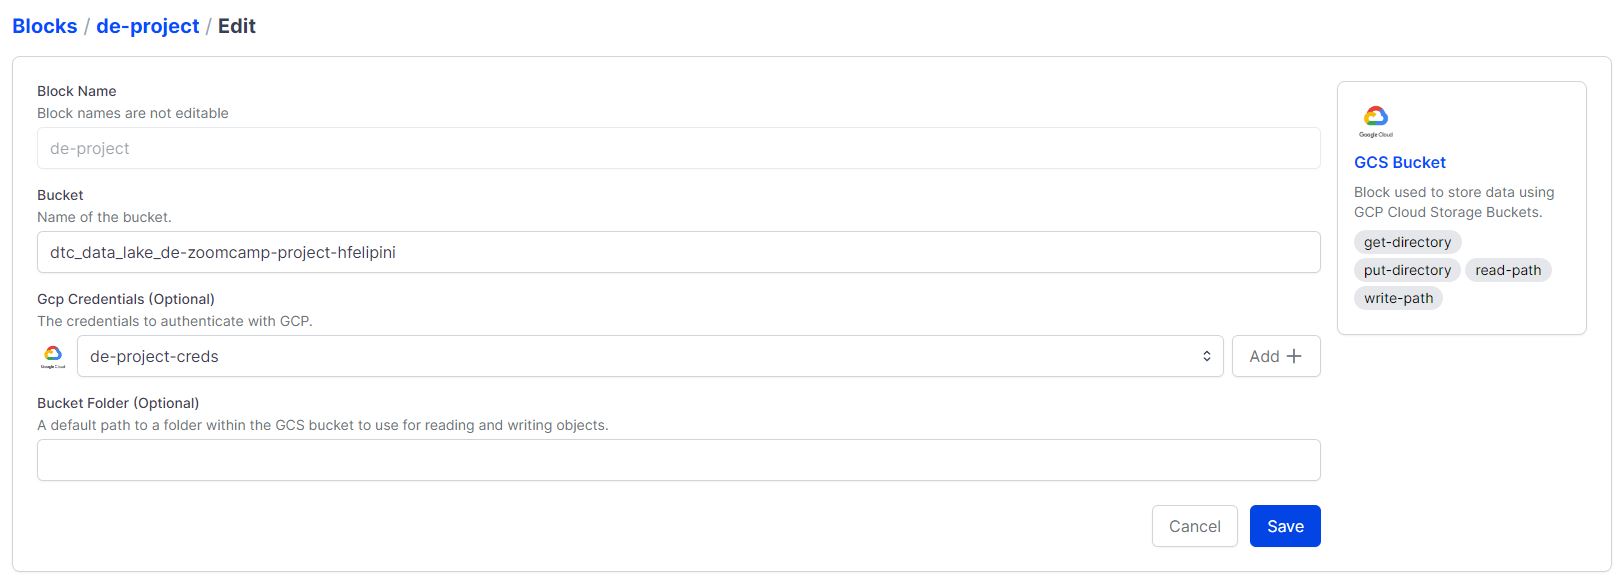 Blocks / de-project / Edit
Block Name
Block names are not editable
de-project
Bucket
Name of the bucket.
dtc_data_lake_de-zoomcamp-project-hfelipini
Gcp Credentials (Optional)
The credentials to authenticate with GCP.
Google Cloud
de-project-creds
Add
Bucket Folder (Optional)
A default path to a folder within the GCS bucket to use for reading and writing objects.
Cancel
Save
Google Cloud
GCS Bucket
Block used to store data using
GCP Cloud Storage Buckets.
get-directory
put-directory read-path
write-path